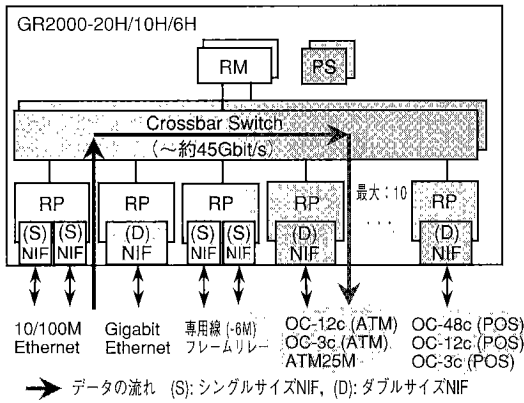 GR2000-20H/10H/6H
RM
PS
Crossbar Switch
(～約45Gbit/s)
RP
RP
RP
RP
最大：10
RP
...
(S) NIF
(S) NIF
(D) NIF
(S) NIF
(S) NIF
(D) NIF
(D) NIF
10/100M
Ethernet
Gigabit
Ethernet
専用線 (-6M)
フレームリレー
OC-12c (ATM)
OC-3c (ATM)
ATM25M
OC-48c (POS)
OC-12c (POS)
OC-3c (POS)
データの流れ (S): シングルサイズNIF, (D): ダブルサイズNIF